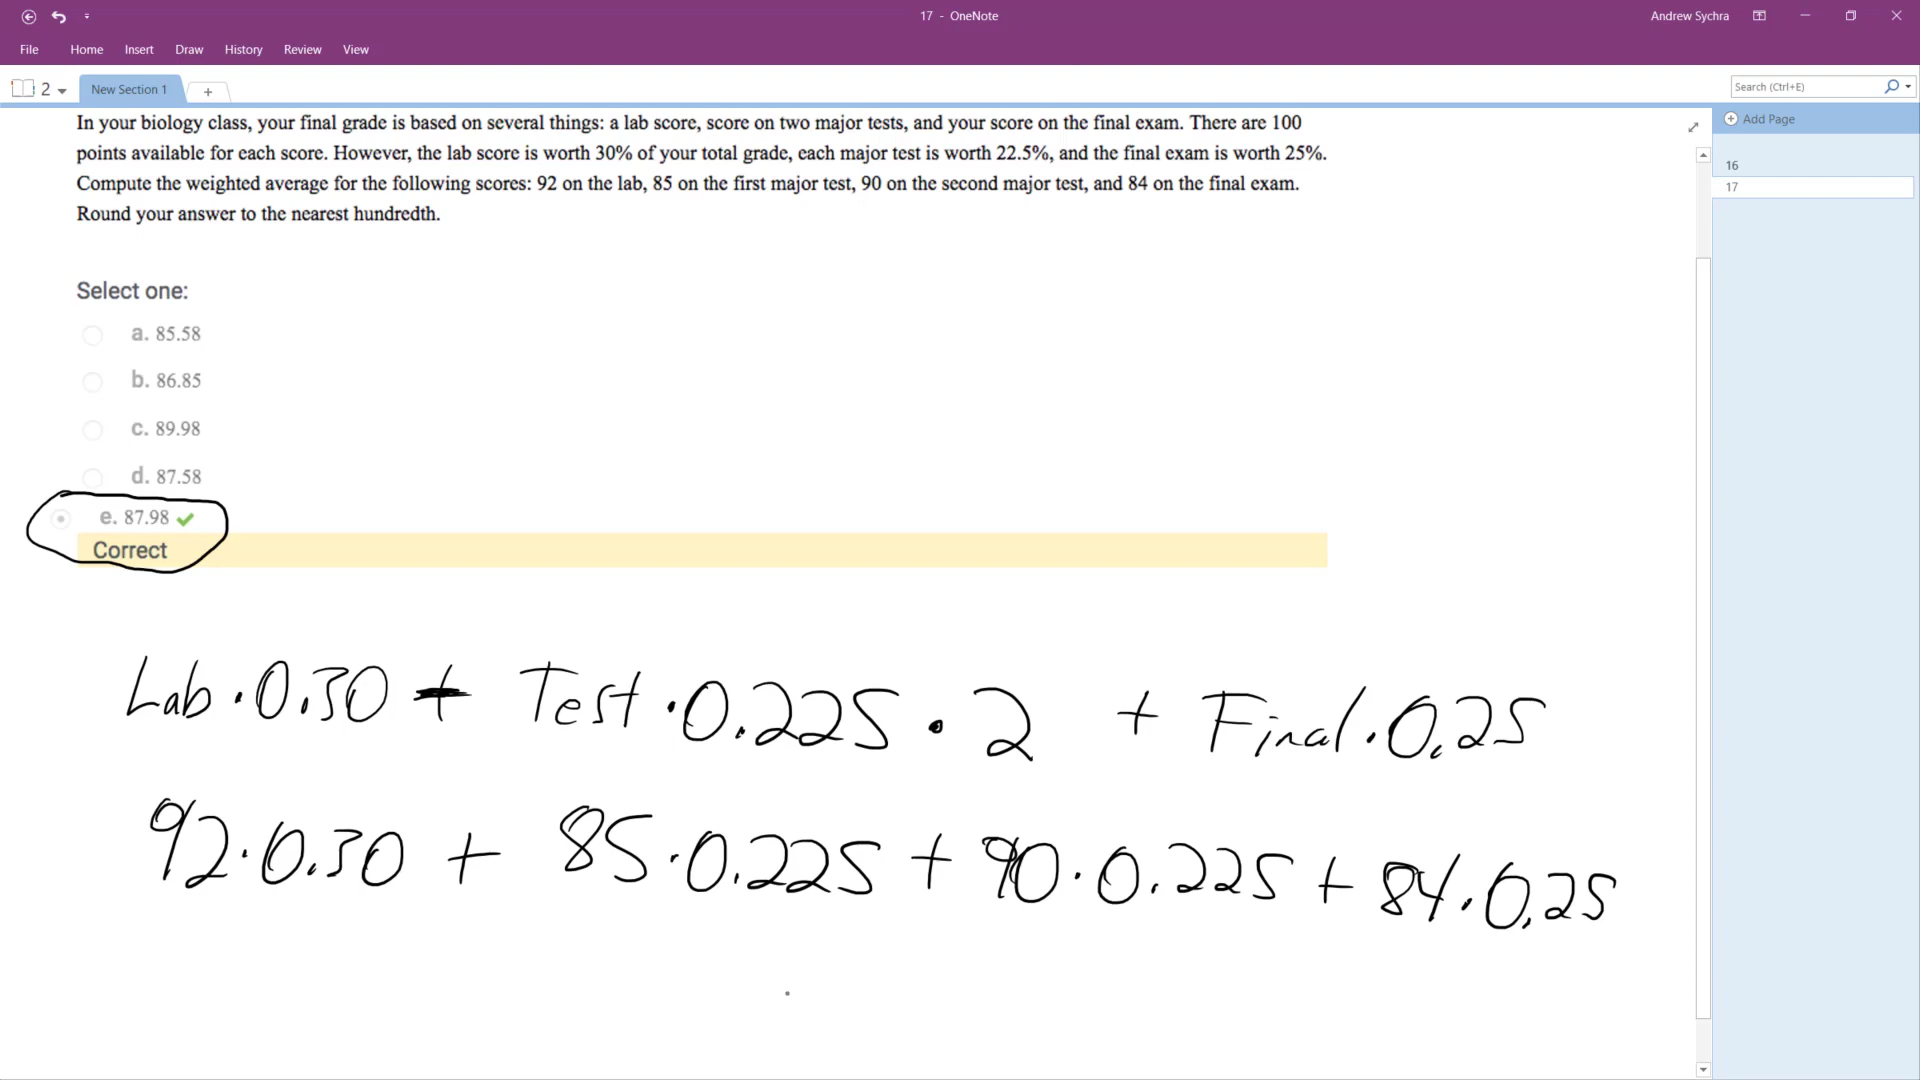 17 - OneNote
Andrew Sychra
File Home Insert Draw History Review View
2 New Section 1 +
Search (Ctrl+E)
Add Page
16
17
In your biology class, your final grade is based on several things: a lab score, score on two major tests, and your score on the final exam. There are 100
points available for each score. However, the lab score is worth 30% of your total grade, each major test is worth 22.5%, and the final exam is worth 25%.
Compute the weighted average for the following scores: 92 on the lab, 85 on the first major test, 90 on the second major test, and 84 on the final exam.
Round your answer to the nearest hundredth.
Select one:
a. 85.58
b. 86.85
c. 89.98
d. 87.58
e. 87.98
Correct
Lab · 0.30 + Test · 0.225 · 2 + Final · 0.25
92 · 0.30 + 85 · 0.225 + 90 · 0.225 + 84 · 0.25